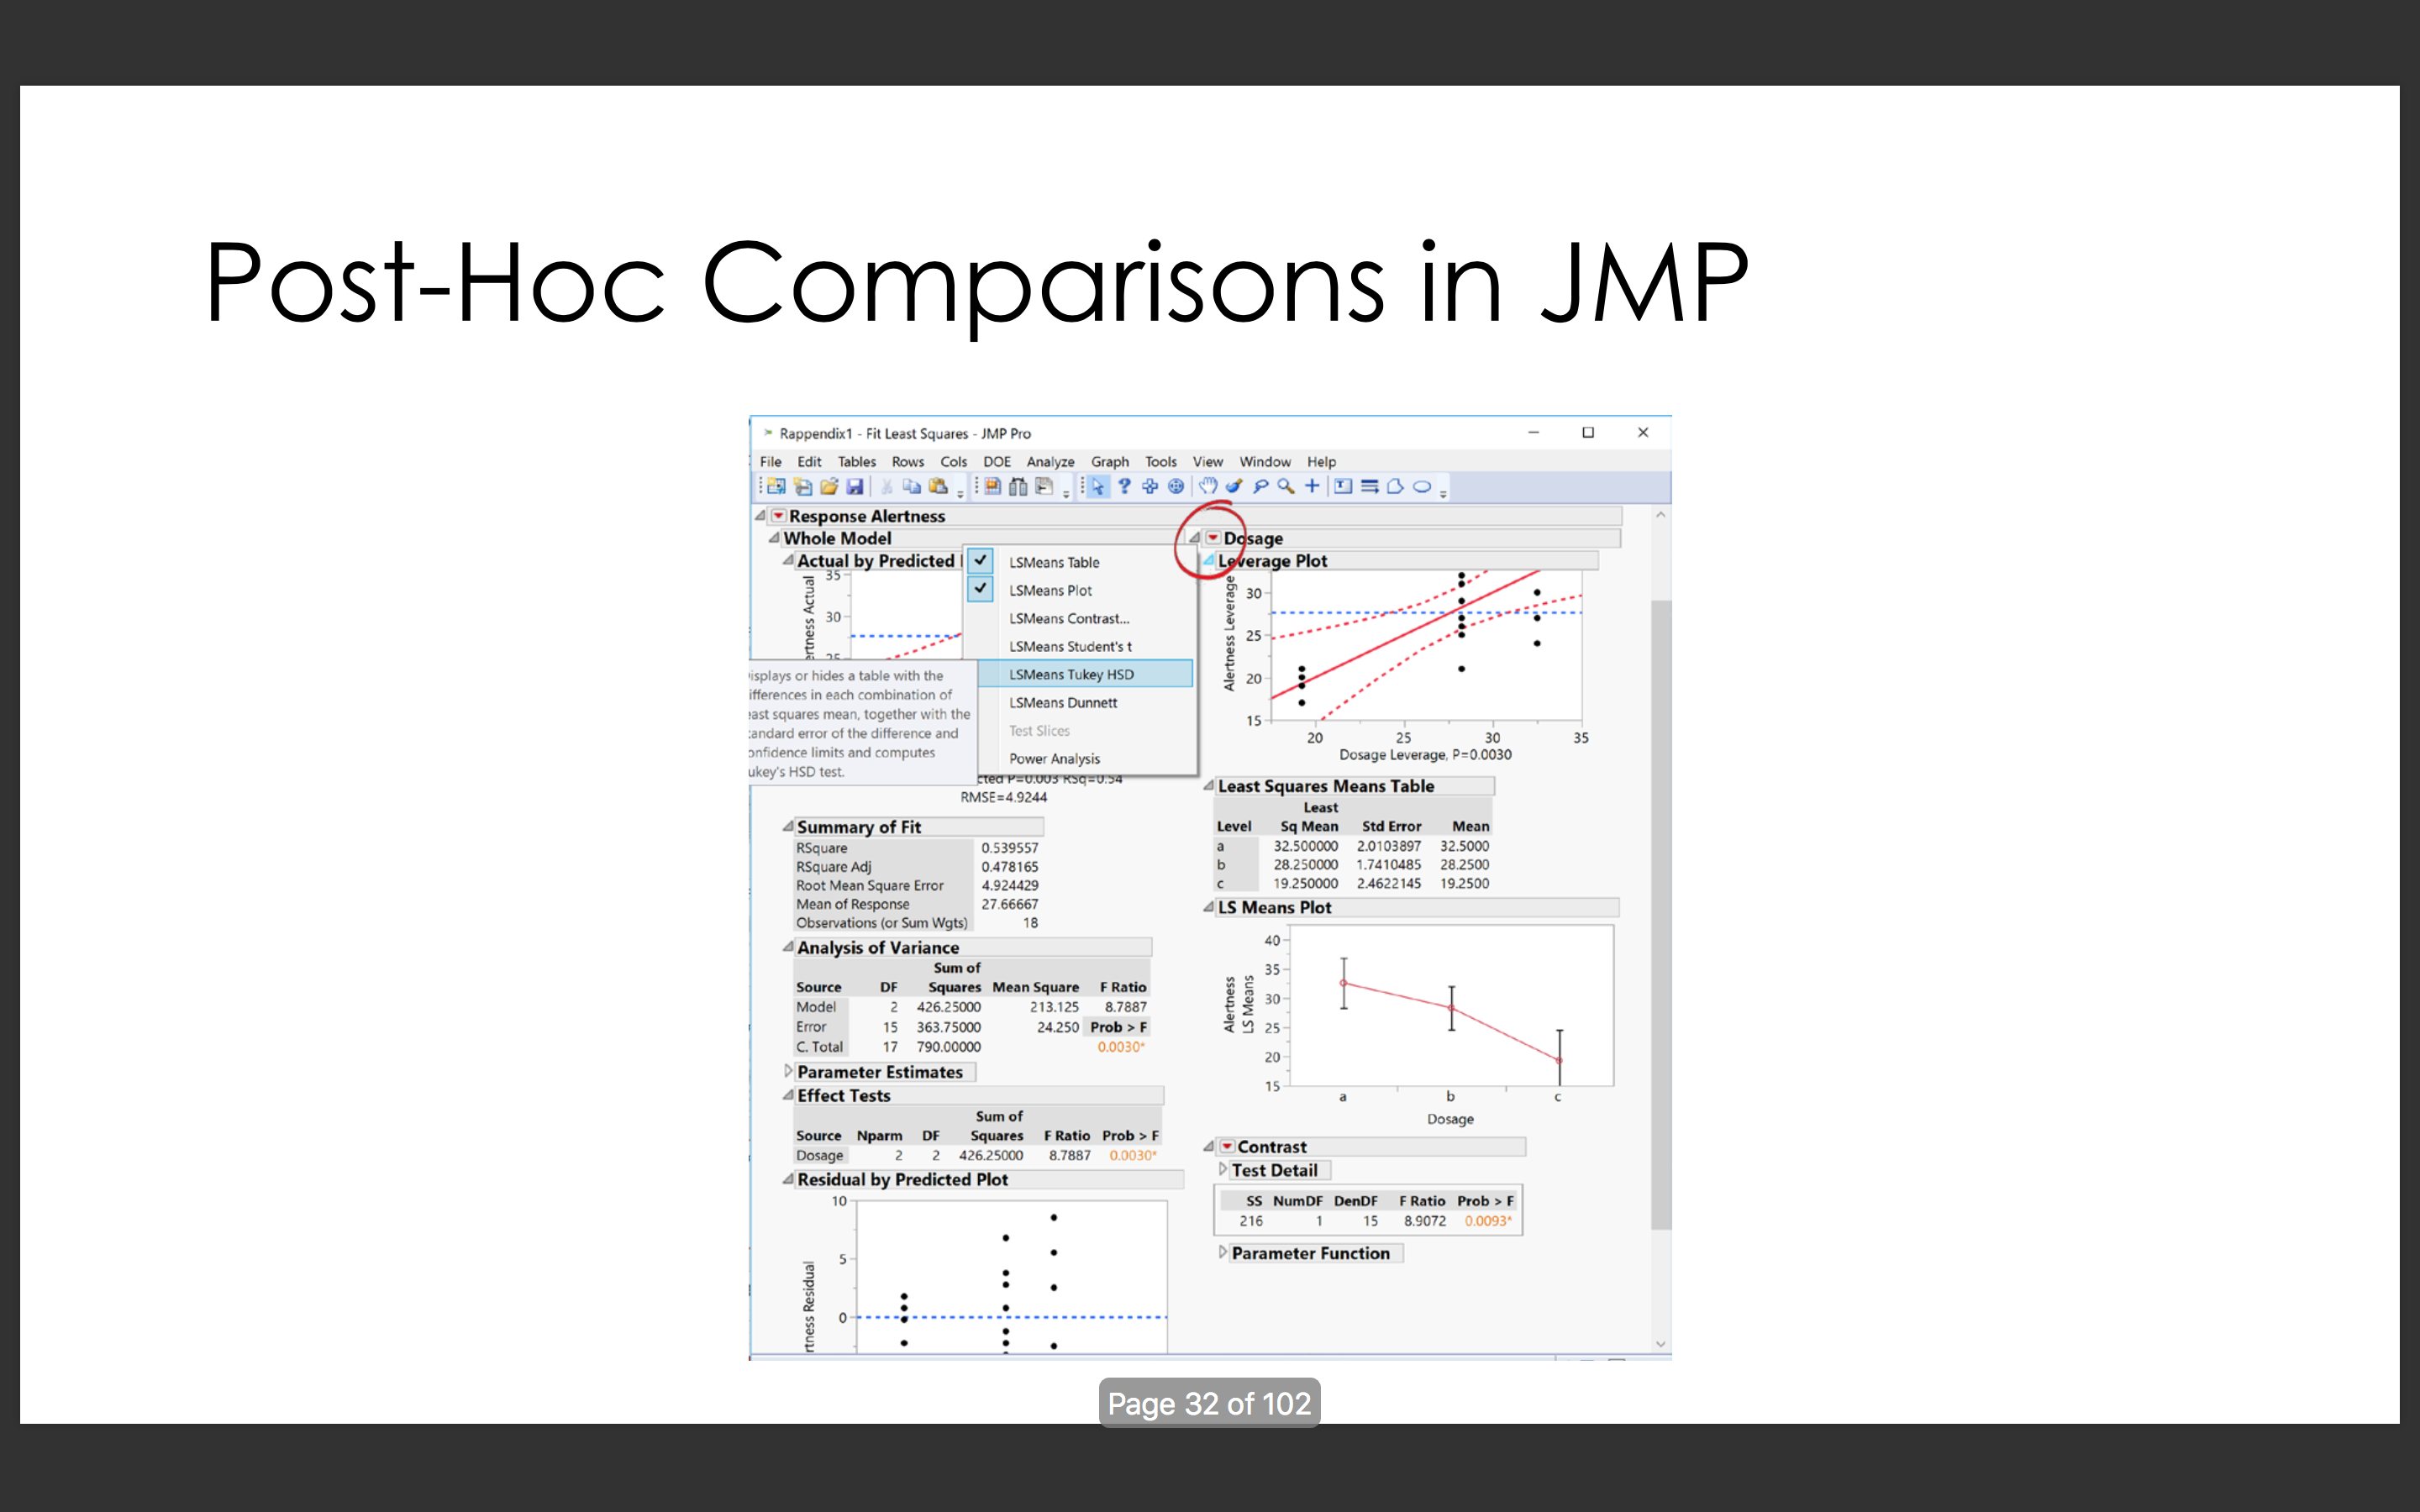 Post-Hoc Comparisons in JMP
Rappendix1 - Fit Least Squares - JMP Pro
File Edit Tables Rows Cols DOE Analyze Graph Tools View Window Help
Response Alertness
Whole Model
Actual by Predicted
35
30
25
LSMeans Table
LSMeans Plot
LSMeans Contrast...
LSMeans Student's t
LSMeans Tukey HSD
LSMeans Dunnett
Test Slices
Power Analysis
isplays or hides a table with the
ifferences in each combination of
east squares mean, together with the
tandard error of the difference and
onfidence limits and computes
ukey's HSD test.
cted P=0.003 RSq=0.54
RMSE=4.9244
rtness Actual
Summary of Fit
RSquare 0.539557
RSquare Adj 0.478165
Root Mean Square Error 4.924429
Mean of Response 27.66667
Observations (or Sum Wgts) 18
Analysis of Variance
Sum of
Source DF Squares Mean Square F Ratio
Model 2 426.25000 213.125 8.7887
Error 15 363.75000 24.250 Prob > F
C. Total 17 790.00000 0.0030*
Parameter Estimates
Effect Tests
Sum of
Source Nparm DF Squares F Ratio Prob > F
Dosage 2 2 426.25000 8.7887 0.0030*
Residual by Predicted Plot
10
5
0
rtness Residual
Dosage
Leverage Plot
Alertness Leverage
30
25
20
15
20 25 30 35
Dosage Leverage, P=0.0030
Least Squares Means Table
Least
Level Sq Mean Std Error Mean
a 32.500000 2.0103897 32.5000
b 28.250000 1.7410485 28.2500
c 19.250000 2.4622145 19.2500
LS Means Plot
Alertness
LS Means
40
35
30
25
20
15
a b c
Dosage
Contrast
Test Detail
SS NumDF DenDF F Ratio Prob > F
216 1 15 8.9072 0.0093*
Parameter Function
Page 32 of 102